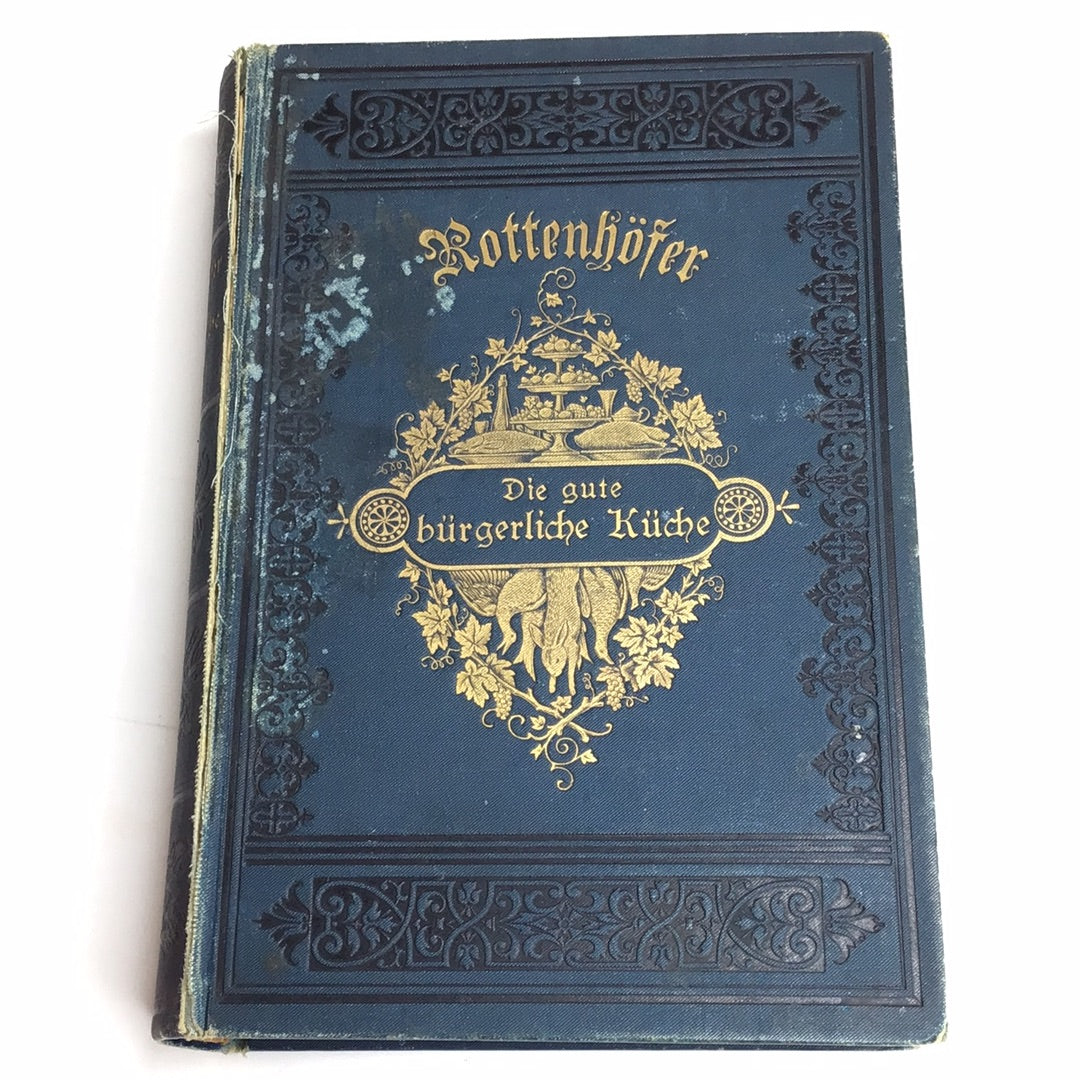 Rottenhöfer
Die gute
bürgerliche Küche